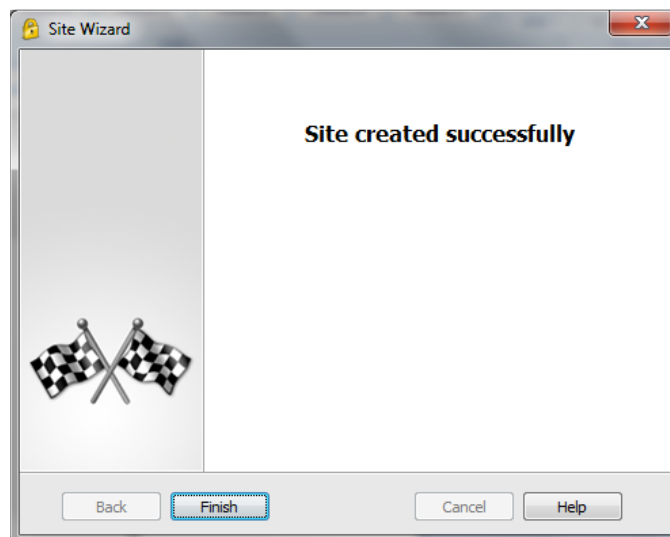 Site Wizard
Site created successfully
Back
Finish
Cancel
Help